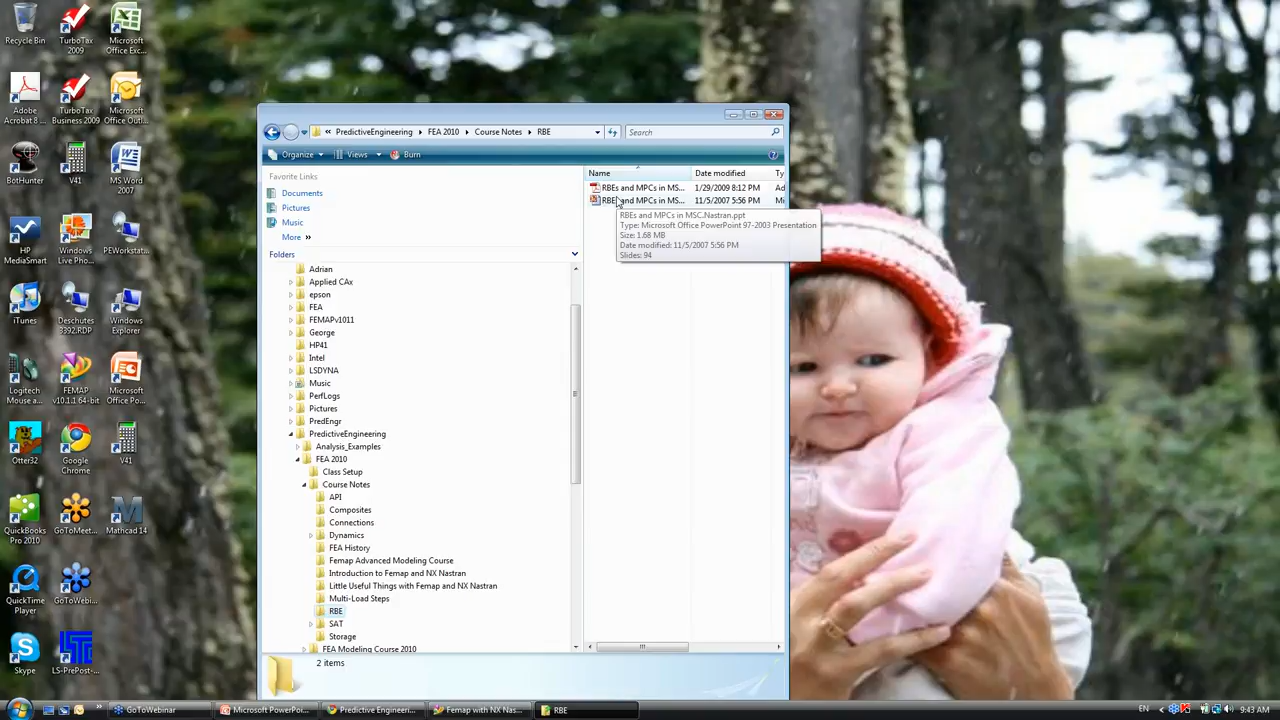 Recycle Bin
TurboTax 2009
Microsoft Office Exc...
Adobe Acrobat 8 ...
TurboTax Business 2009
Microsoft Office Outl...
BotHunter
V41
MS Word 2007
HP MediaSmart
Windows Live Pho...
PEWorksta...
iTunes
Deschutes 3392.RDP
Windows Explorer
Logitech Mouse a...
FEMAP v10.1.1 64-bit
Microsoft Office Po...
Otter32
Google Chrome
V41
QuickBooks Pro 2010
GoToMeet...
Mathcad 14
QuickTime Player
GoToWebi...
Skype
LS-PrePost-...
« PredictiveEngineering ▸ FEA 2010 ▸ Course Notes ▸ RBE
Search
Organize Views Burn
Favorite Links
Documents
Pictures
Music
More »
Folders
Adrian
Applied CAx
epson
FEA
FEMAPv1011
George
HP41
Intel
LSDYNA
Music
PerfLogs
Pictures
PredEngr
PredictiveEngineering
Analysis_Examples
FEA 2010
Class Setup
Course Notes
API
Composites
Connections
Dynamics
FEA History
Femap Advanced Modeling Course
Introduction to Femap and NX Nastran
Little Useful Things with Femap and NX Nastran
Multi-Load Steps
RBE
SAT
Storage
FEA Modeling Course 2010
Name Date modified Ty
RBEs and MPCs in MS... 1/29/2009 8:12 PM Ad
RBEs and MPCs in MS... 11/5/2007 5:56 PM Mi
RBEs and MPCs in MSC.Nastran.ppt
Type: Microsoft Office PowerPoint 97-2003 Presentation
Size: 1.68 MB
Date modified: 11/5/2007 5:56 PM
Slides: 94
2 items
GoToWebinar
Microsoft PowerPoi...
Predictive Engineeri...
Femap with NX Nas...
RBE
EN
9:43 AM